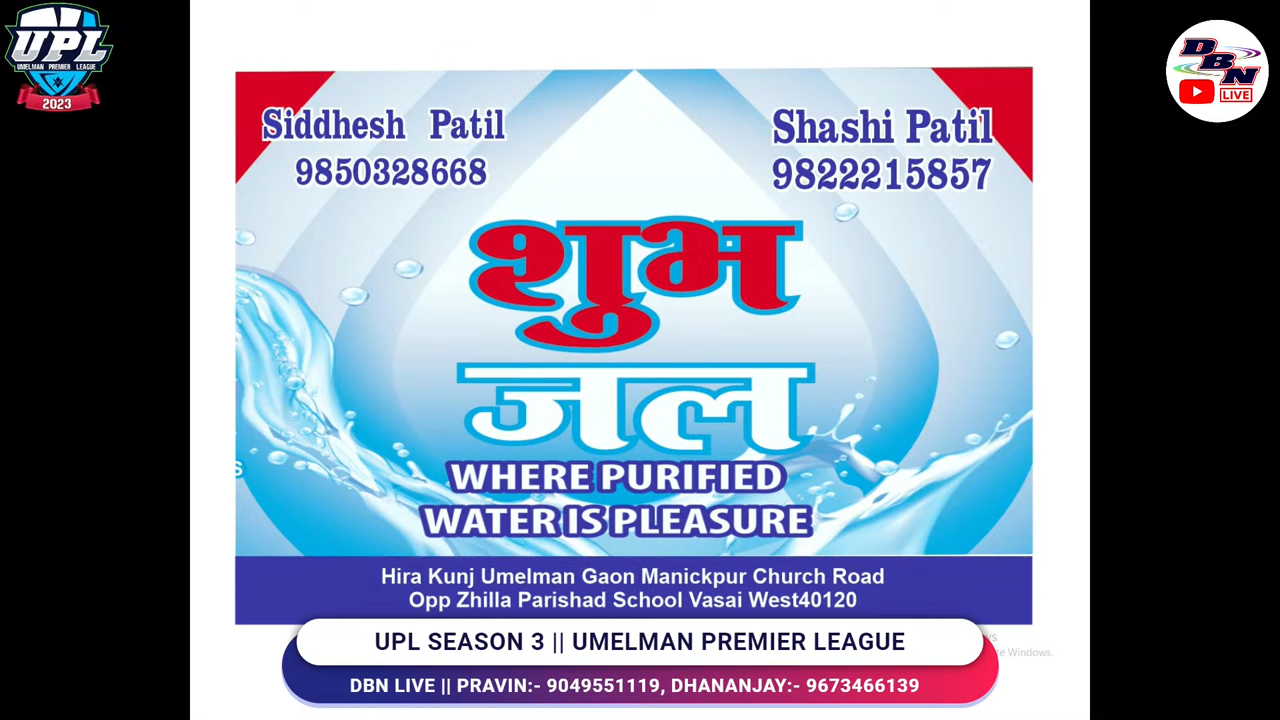 UPL
UMELMAN PREMIER LEAGUE
2023
DBN
LIVE
Siddhesh Patil
9850328668
Shashi Patil
9822215857
शुभ
जल
WHERE PURIFIED
WATER IS PLEASURE
Hira Kunj Umelman Gaon Manickpur Church Road
Opp Zhilla Parishad School Vasai West40120
UPL SEASON 3 || UMELMAN PREMIER LEAGUE
te Windows.
DBN LIVE || PRAVIN:- 9049551119, DHANANJAY:- 9673466139